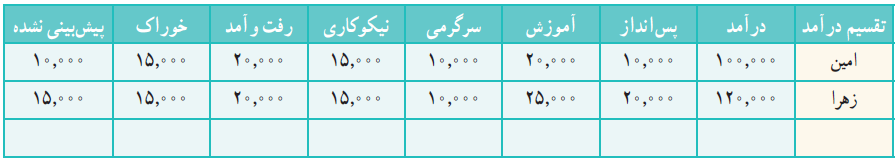 تقسیم درآمد درآمد پس‌انداز آموزش سرگرمی نیکوکاری رفت و آمد خوراک پیش‌بینی نشده
امین ۱۰۰,۰۰۰ ۱۰,۰۰۰ ۲۰,۰۰۰ ۱۰,۰۰۰ ۱۵,۰۰۰ ۲۰,۰۰۰ ۱۵,۰۰۰ ۱۰,۰۰۰
زهرا ۱۲۰,۰۰۰ ۲۰,۰۰۰ ۲۵,۰۰۰ ۱۰,۰۰۰ ۱۵,۰۰۰ ۲۰,۰۰۰ ۱۵,۰۰۰ ۱۵,۰۰۰